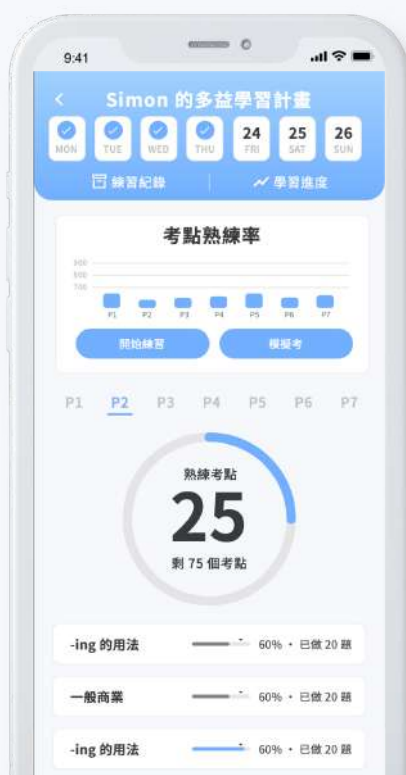 9:41
Simon 的多益學習計畫
24 25 26
MON TUE WED THU FRI SAT SUN
練習紀錄 學習進度
考點熟練率
900
800
700
P1 P2 P3 P4 P5 P6 P7
開始練習 模擬考
P1 P2 P3 P4 P5 P6 P7
熟練考點
25
剩 75 個考點
-ing 的用法 60% · 已做 20 題
一般商業 60% · 已做 20 題
-ing 的用法 60% · 已做 20 題